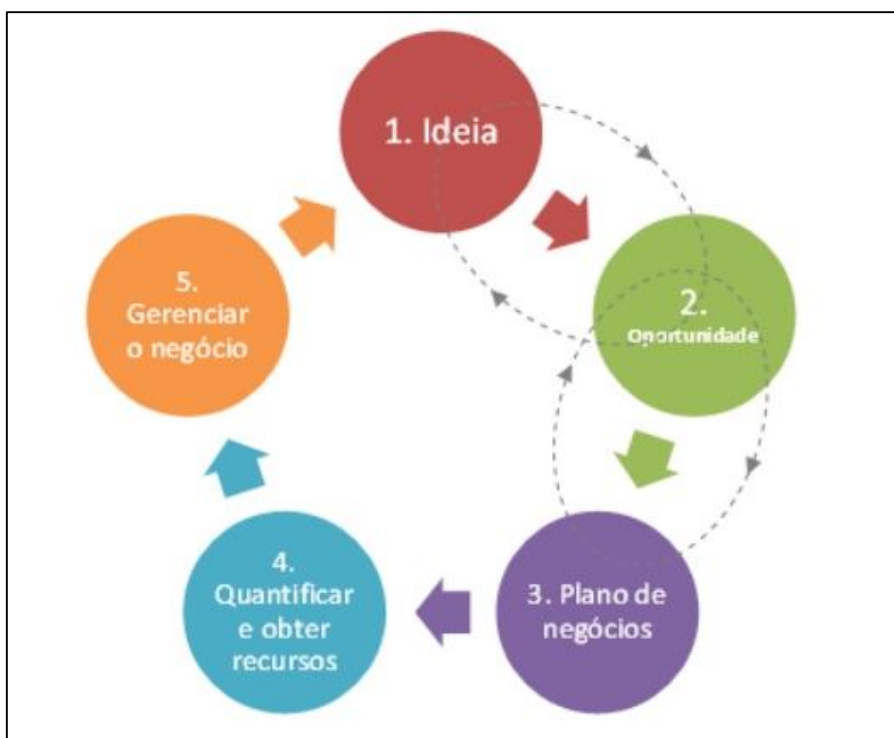 1. Ideia
2.
Oportunidade
3. Plano de
negócios
4.
Quantificar
e obter
recursos
5.
Gerenciar
o negócio